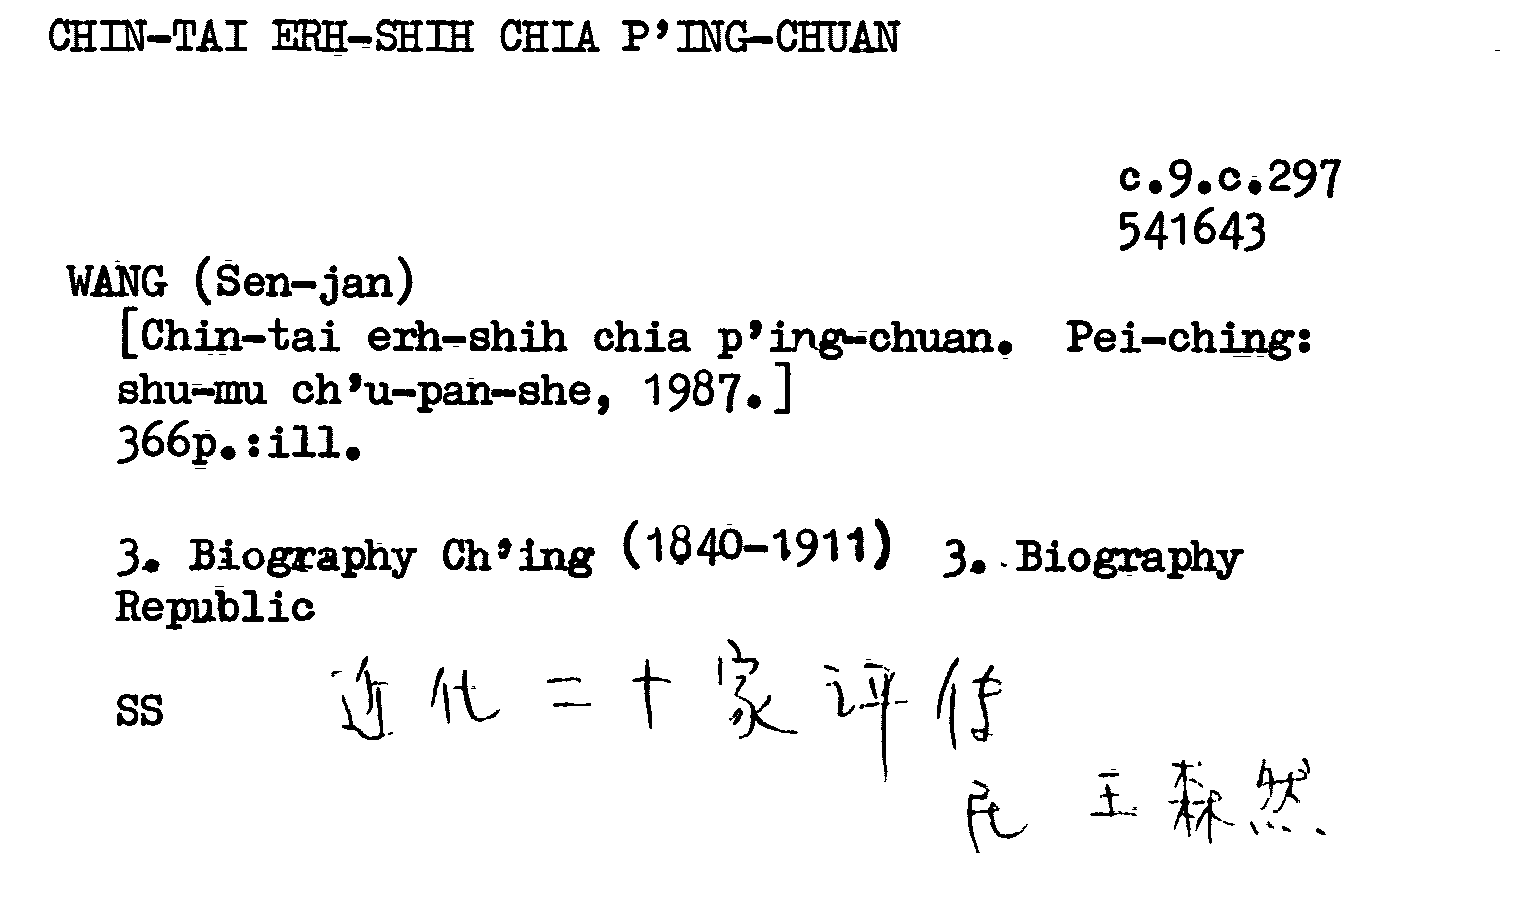 CHIN-TAI ERH-SHIH CHIA P'ING-CHUAN
c.9.c.297
541643
WANG (Sen-jan)
[Chin-tai erh-shih chia p'ing-chuan. Pei-ching:
shu-mu ch'u-pan-she, 1987.]
366p.:ill.
3. Biography Ch'ing (1840-1911) 3. Biography
Republic
SS 近代二十家评传
民 王森然